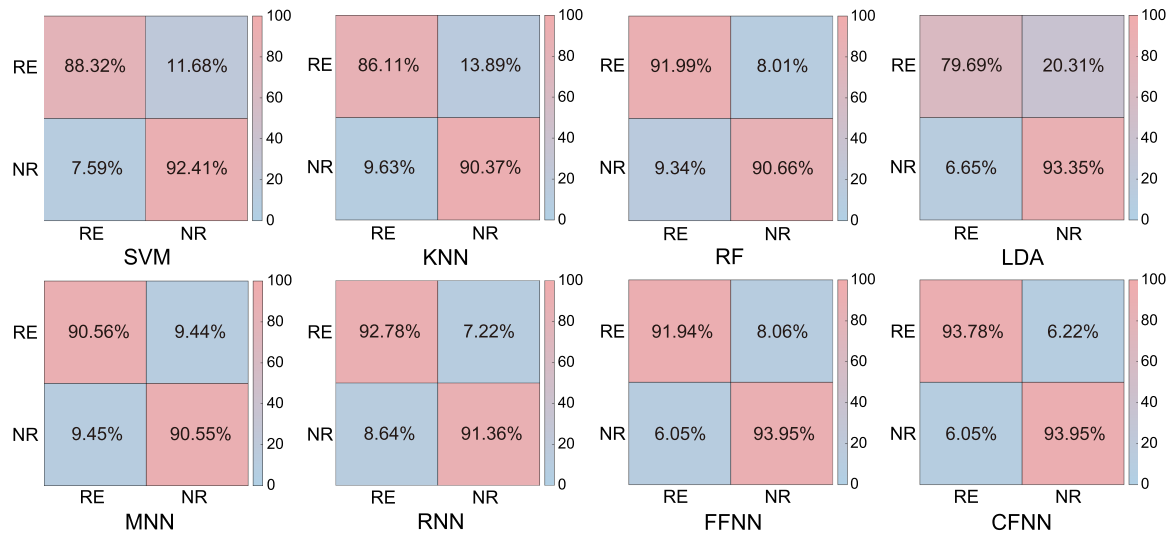 100 100 100 100
RE 88.32% 11.68% 80 RE 86.11% 13.89% 80 RE 91.99% 8.01% 80 RE 79.69% 20.31% 80
60 60 60 60
40 40 40 40
NR 7.59% 92.41% 20 NR 9.63% 90.37% 20 NR 9.34% 90.66% 20 NR 6.65% 93.35% 20
0 0 0 0
RE NR RE NR RE NR RE NR
SVM KNN RF LDA
100 100 100 100
RE 90.56% 9.44% 80 RE 92.78% 7.22% 80 RE 91.94% 8.06% 80 RE 93.78% 6.22% 80
60 60 60 60
40 40 40 40
NR 9.45% 90.55% 20 NR 8.64% 91.36% 20 NR 6.05% 93.95% 20 NR 6.05% 93.95% 20
0 0 0 0
RE NR RE NR RE NR RE NR
MNN RNN FFNN CFNN